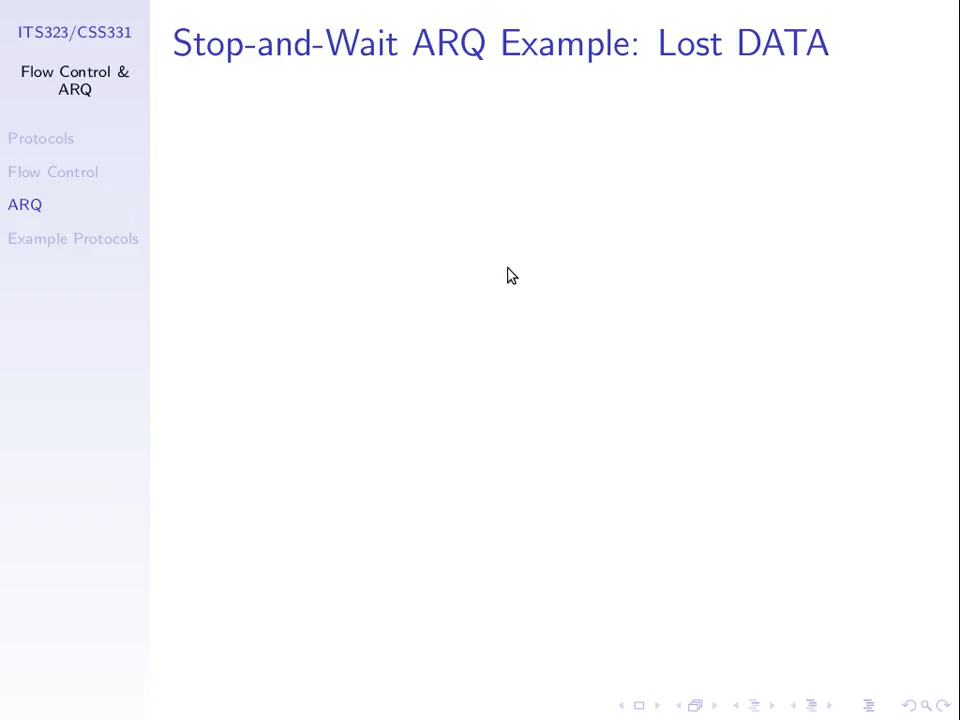 ITS323/CSS331
Flow Control &
ARQ
Protocols
Flow Control
ARQ
Example Protocols
Stop-and-Wait ARQ Example: Lost DATA